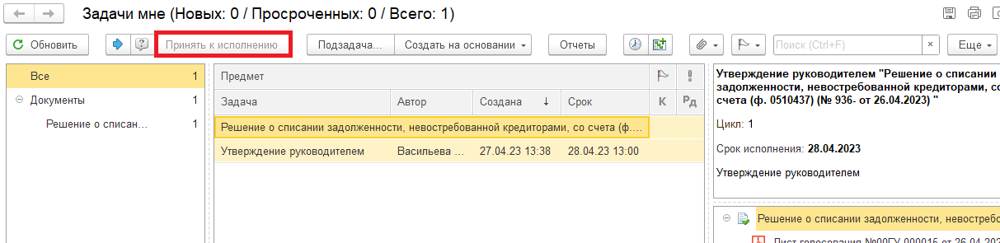 Задачи мне (Новых: 0 / Просроченных: 0 / Всего: 1)
Обновить Принять к исполнению Подзадача... Создать на основании Отчеты Поиск (Ctrl+F) × Еще
Все 1
Документы 1
Решение о списан... 1
Предмет
Задача Автор Создана ↓ Срок К Рд
Решение о списании задолженности, невостребованной кредиторами, со счета (ф....
Утверждение руководителем Васильева ... 27.04.23 13:38 28.04.23 13:00
Утверждение руководителем "Решение о списании
задолженности, невостребованной кредиторами, со
счета (ф. 0510437) (№ 936- от 26.04.2023) "
Цикл: 1
Срок исполнения: 28.04.2023
Утверждение руководителем
Решение о списании задолженности, невостребо
Лист голосования №00ГУ-000015 от 26.04.202